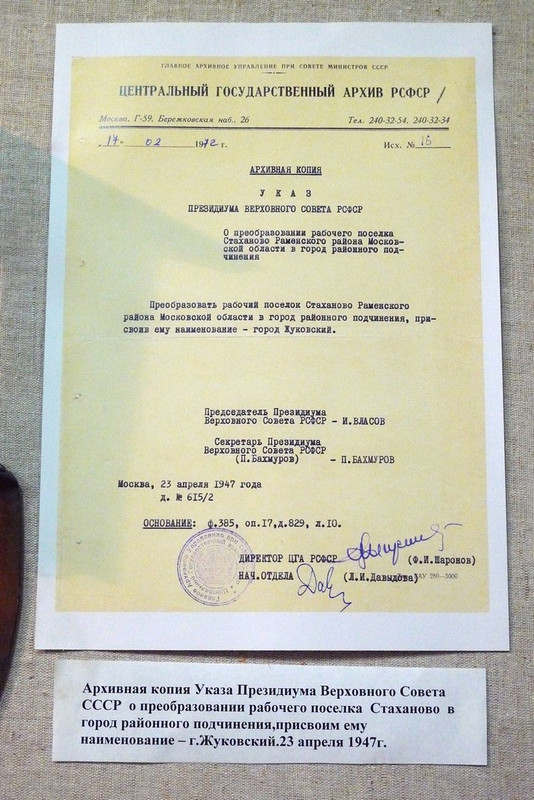 ГЛАВНОЕ АРХИВНОЕ УПРАВЛЕНИЕ ПРИ СОВЕТЕ МИНИСТРОВ СССР
ЦЕНТРАЛЬНЫЙ ГОСУДАРСТВЕННЫЙ АРХИВ РСФСР
Москва, Г-59, Бережковская наб., 26 Тел. 240-32-54, 240-32-34
17 02 1972 г. Исх. № 16
АРХИВНАЯ КОПИЯ
У К А З
ПРЕЗИДИУМА ВЕРХОВНОГО СОВЕТА РСФСР
О преобразовании рабочего поселка
Стаханово Раменского района Москов-
ской области в город районного под-
чинения
Преобразовать рабочий поселок Стаханово Раменского
района Московской области в город районного подчинения, при-
своив ему наименование – город Жуковский.
Председатель Президиума
Верховного Совета РСФСР – И.ВЛАСОВ
Секретарь Президиума
Верховного Совета РСФСР
(П.Бахмуров) – П.БАХМУРОВ
Москва, 23 апреля 1947 года
д. № 615/2
ОСНОВАНИЕ: ф.385, оп.17,д.829, л.10.
ДИРЕКТОР ЦГА РСФСР (Ф.И.Шаронов)
НАЧ.ОТДЕЛА (Л.И.Давыдова)
Архивная копия Указа Президиума Верховного Совета
СССР о преобразовании рабочего поселка Стаханово в
город районного подчинения,присвоим ему
наименование – г.Жуковский.23 апреля 1947г.